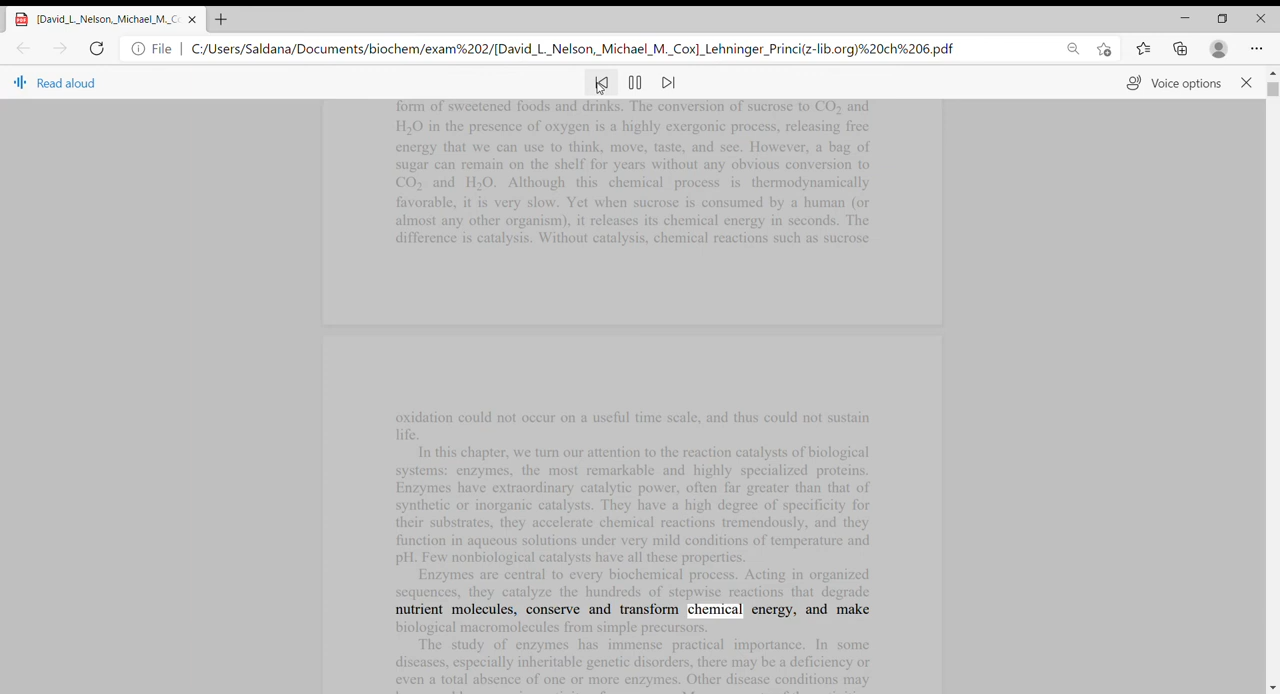 [David_L._Nelson,_Michael_M._Co
File | C:/Users/Saldana/Documents/biochem/exam%202/[David_L._Nelson,_Michael_M._Cox]_Lehninger_Princi(z-lib.org)%20ch%206.pdf
Read aloud
Voice options
form of sweetened foods and drinks. The conversion of sucrose to CO₂ and
H₂O in the presence of oxygen is a highly exergonic process, releasing free
energy that we can use to think, move, taste, and see. However, a bag of
sugar can remain on the shelf for years without any obvious conversion to
CO₂ and H₂O. Although this chemical process is thermodynamically
favorable, it is very slow. Yet when sucrose is consumed by a human (or
almost any other organism), it releases its chemical energy in seconds. The
difference is catalysis. Without catalysis, chemical reactions such as sucrose
oxidation could not occur on a useful time scale, and thus could not sustain
life.
In this chapter, we turn our attention to the reaction catalysts of biological
systems: enzymes, the most remarkable and highly specialized proteins.
Enzymes have extraordinary catalytic power, often far greater than that of
synthetic or inorganic catalysts. They have a high degree of specificity for
their substrates, they accelerate chemical reactions tremendously, and they
function in aqueous solutions under very mild conditions of temperature and
pH. Few nonbiological catalysts have all these properties.
Enzymes are central to every biochemical process. Acting in organized
sequences, they catalyze the hundreds of stepwise reactions that degrade
nutrient molecules, conserve and transform chemical energy, and make
biological macromolecules from simple precursors.
The study of enzymes has immense practical importance. In some
diseases, especially inheritable genetic disorders, there may be a deficiency or
even a total absence of one or more enzymes. Other disease conditions may